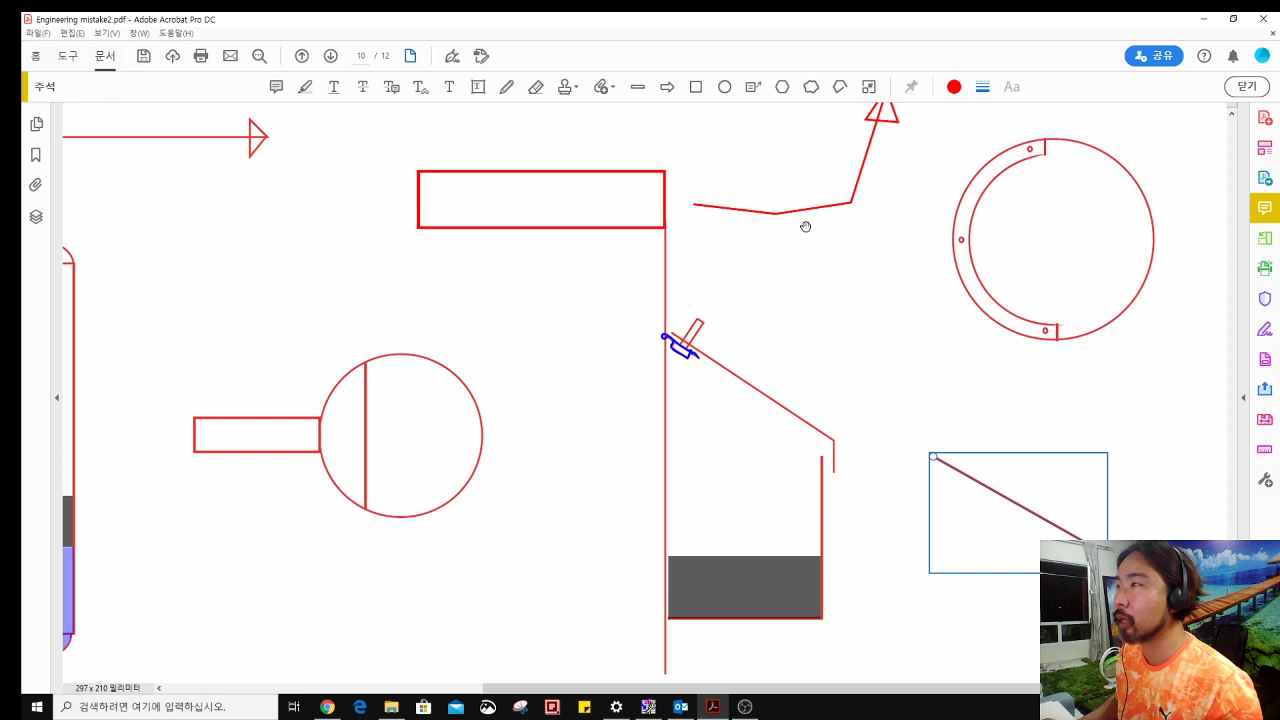 Engineering mistake2.pdf - Adobe Acrobat Pro DC
파일(F) 편집(E) 보기(V) 창(W) 도움말(H)
홈 도구 문서
10 / 12
공유
주석
Aa
닫기
297 x 210 밀리미터
검색하려면 여기에 입력하십시오.